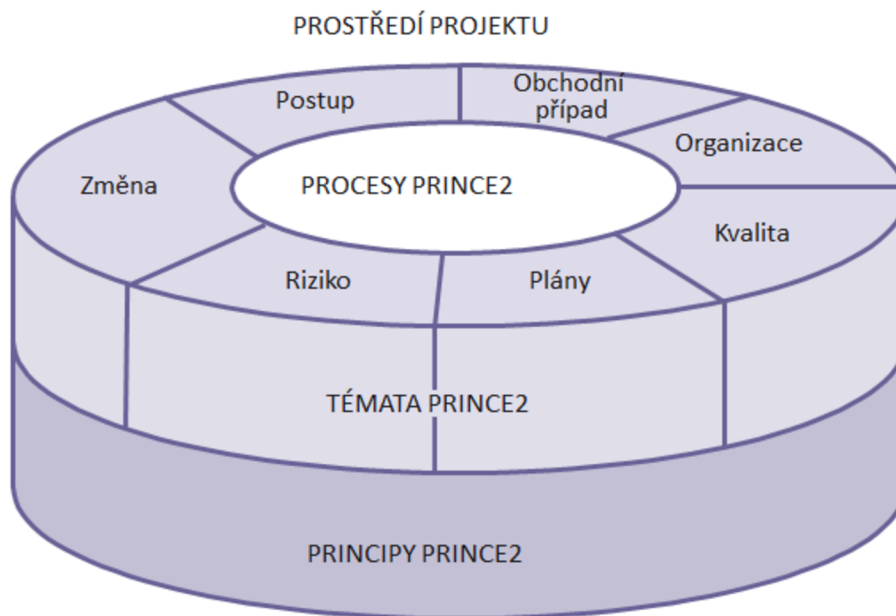 PROSTŘEDÍ PROJEKTU
Postup
Obchodní
případ
Organizace
Změna
PROCESY PRINCE2
Kvalita
Riziko
Plány
TÉMATA PRINCE2
PRINCIPY PRINCE2